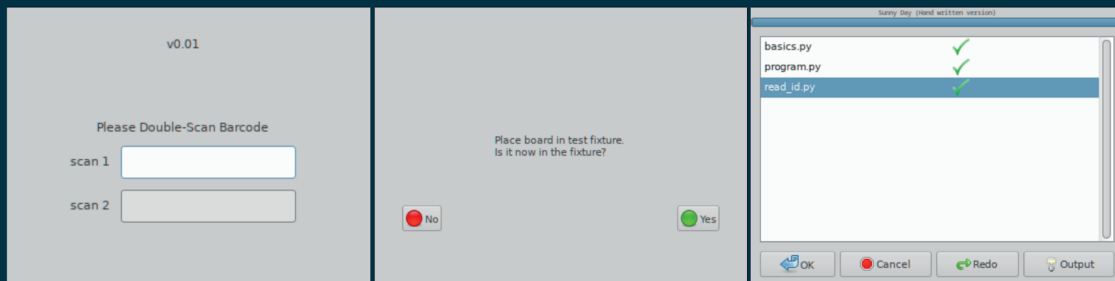 v0.01
Please Double-Scan Barcode
scan 1
scan 2
Place board in test fixture.
Is it now in the fixture?
No
Yes
Sunny Day (Hand written version)
basics.py
program.py
read_id.py
OK
Cancel
Redo
Output